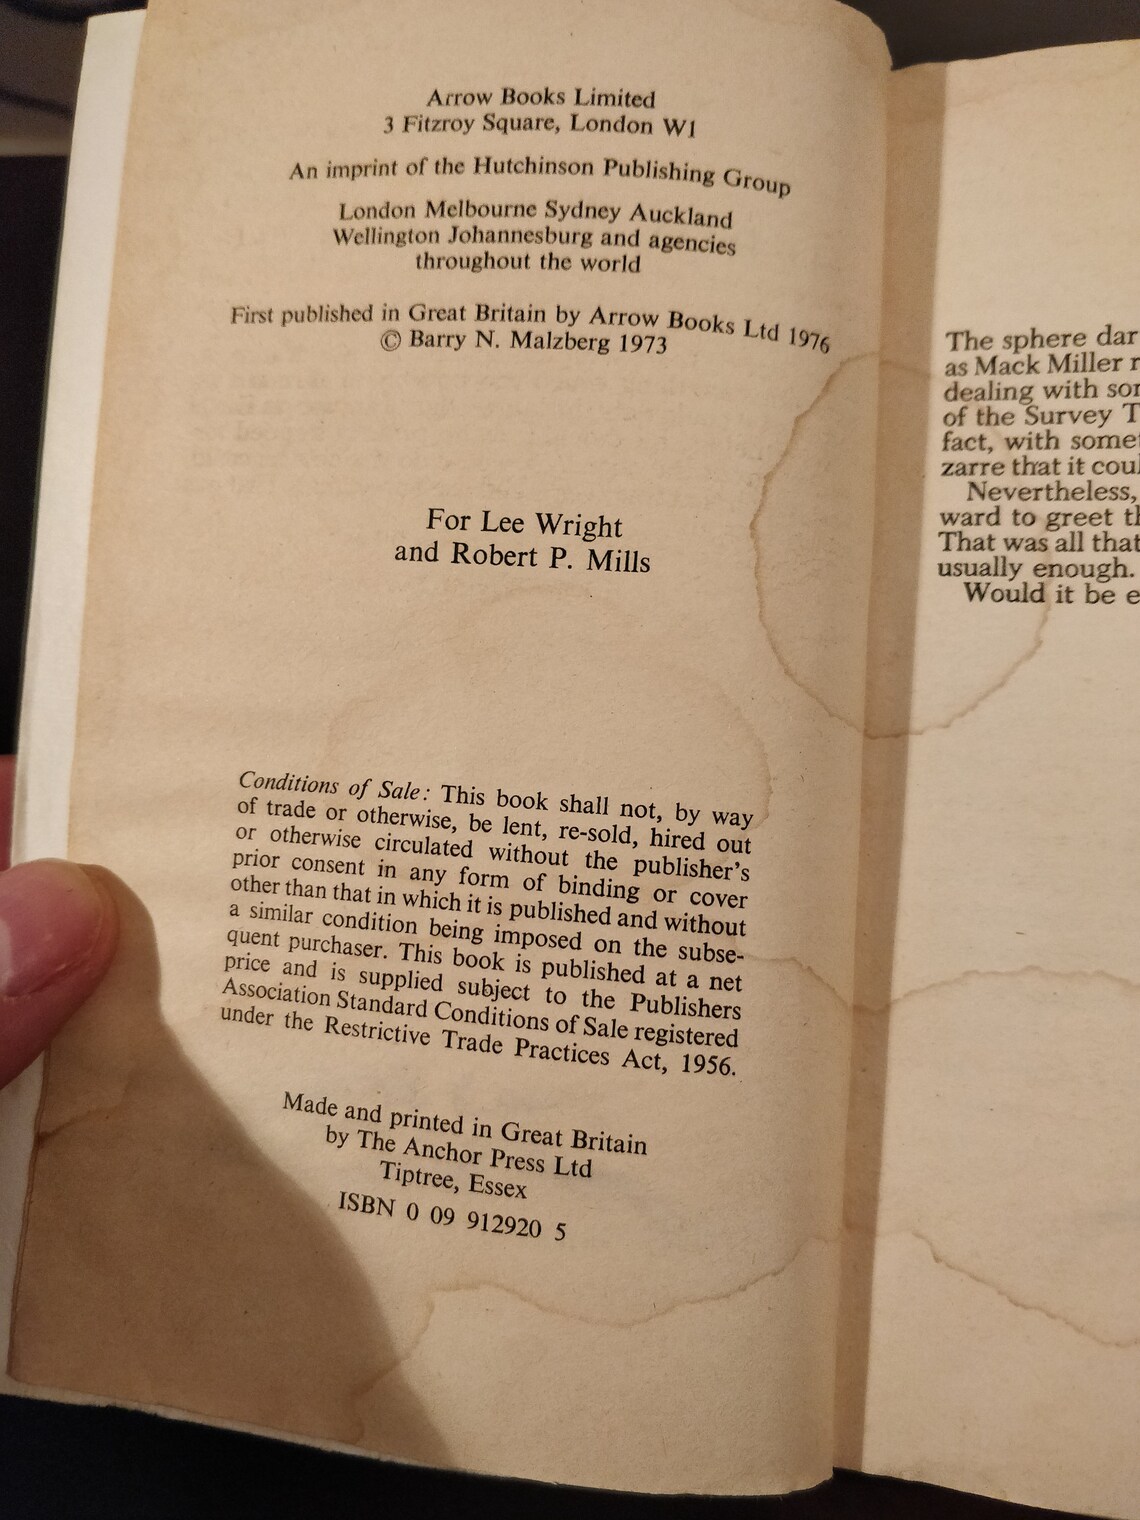 Arrow Books Limited
3 Fitzroy Square, London W1
An imprint of the Hutchinson Publishing Group
London Melbourne Sydney Auckland
Wellington Johannesburg and agencies
throughout the world
First published in Great Britain by Arrow Books Ltd 1976
© Barry N. Malzberg 1973
For Lee Wright
and Robert P. Mills
Conditions of Sale: This book shall not, by way
of trade or otherwise, be lent, re-sold, hired out
or otherwise circulated without the publisher's
prior consent in any form of binding or cover
other than that in which it is published and without
a similar condition being imposed on the subse-
quent purchaser. This book is published at a net
price and is supplied subject to the Publishers
Association Standard Conditions of Sale registered
under the Restrictive Trade Practices Act, 1956.
Made and printed in Great Britain
by The Anchor Press Ltd
Tiptree, Essex
ISBN 0 09 912920 5
The sphere dar
as Mack Miller r
dealing with sor
of the Survey T
fact, with some
zarre that it coul
Nevertheless,
ward to greet th
That was all that
usually enough.
Would it be e